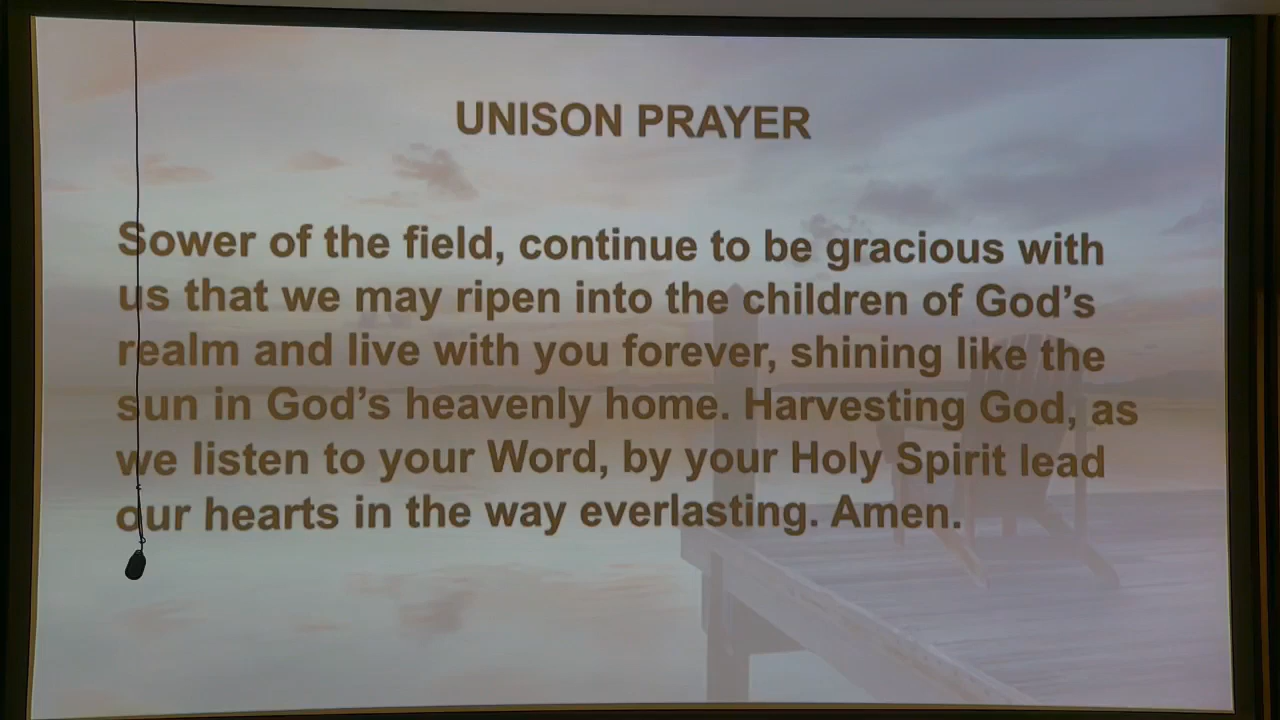 UNISON PRAYER
Sower of the field, continue to be gracious with
us that we may ripen into the children of God's
realm and live with you forever, shining like the
sun in God's heavenly home. Harvesting God, as
we listen to your Word, by your Holy Spirit lead
our hearts in the way everlasting. Amen.